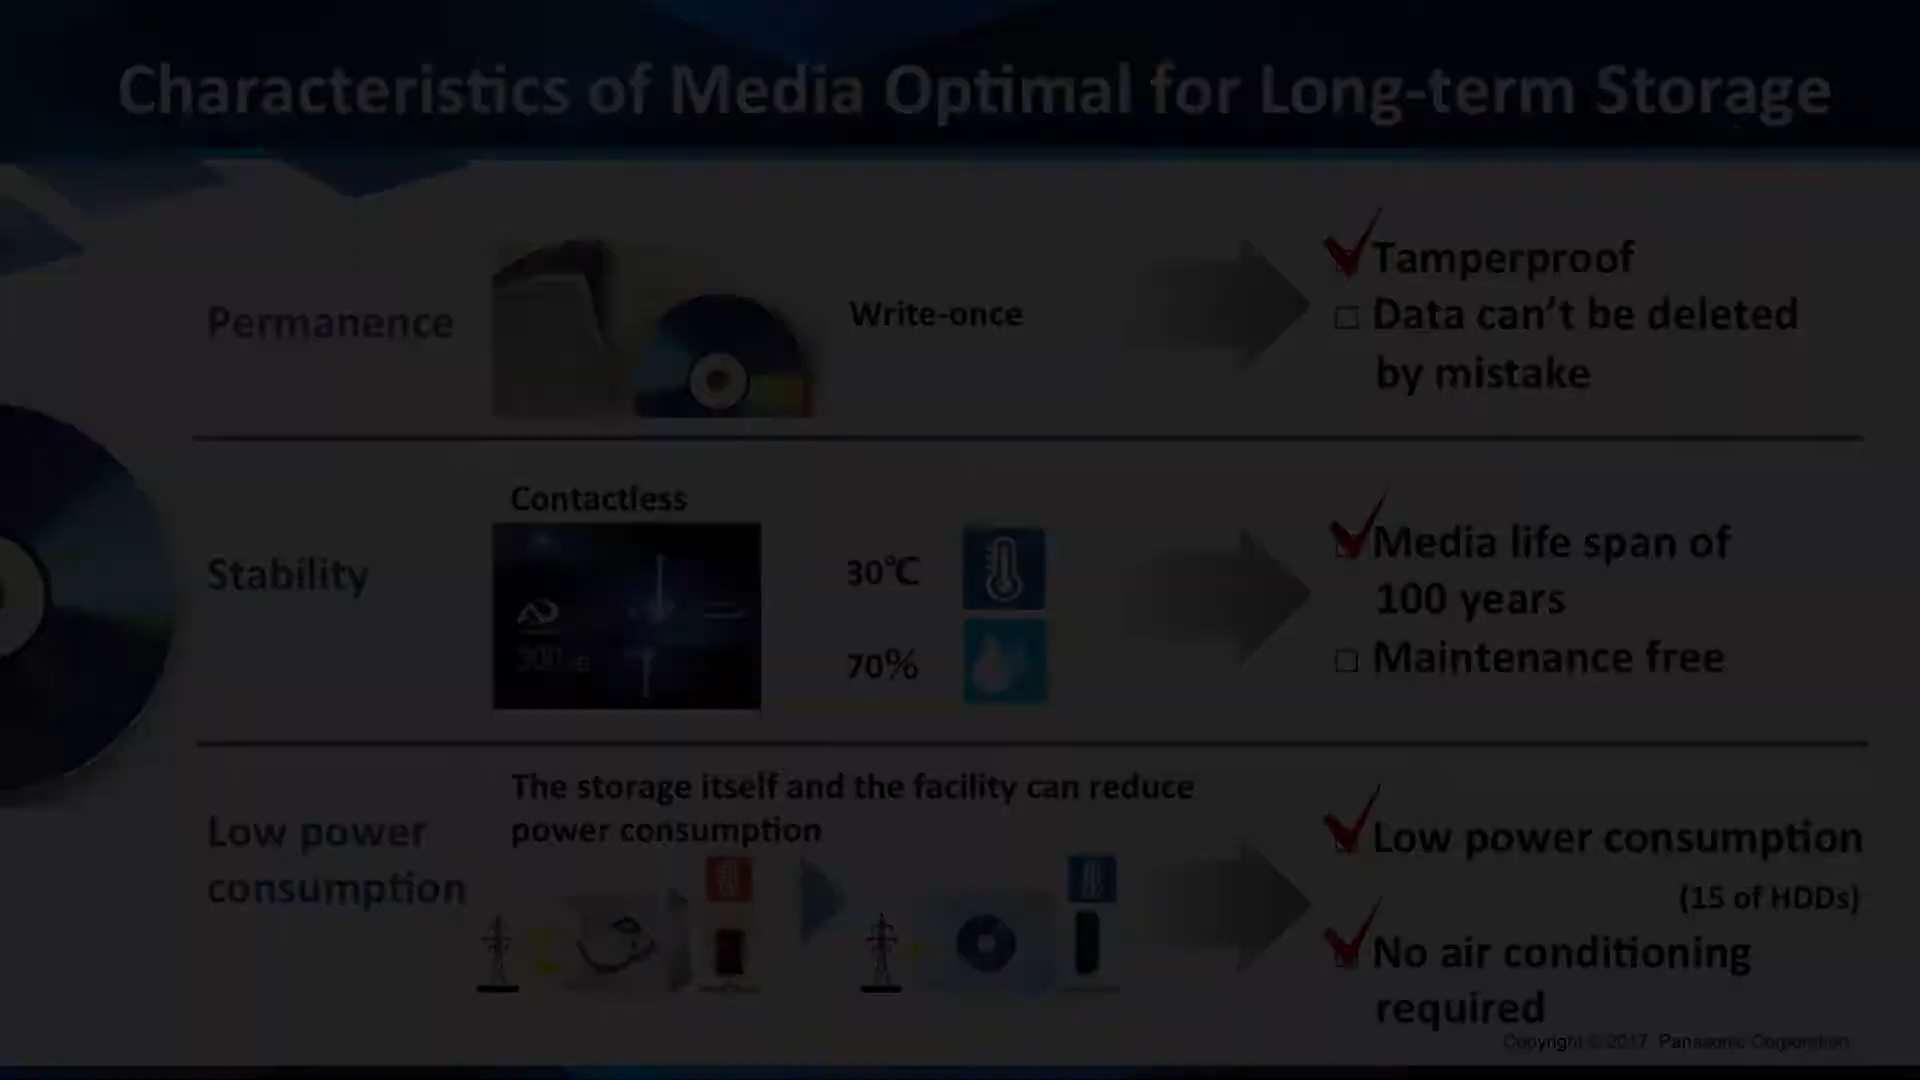 Characteristics of Media Optimal for Long-term Storage
Permanence
Write-once
Tamperproof
Data can't be deleted
by mistake
Stability
Contactless
300
30℃
70%
Media life span of
100 years
Maintenance free
Low power
consumption
The storage itself and the facility can reduce
power consumption
Low power consumption
(15 of HDDs)
No air conditioning
required
Copyright © 2017 Panasonic Corporation